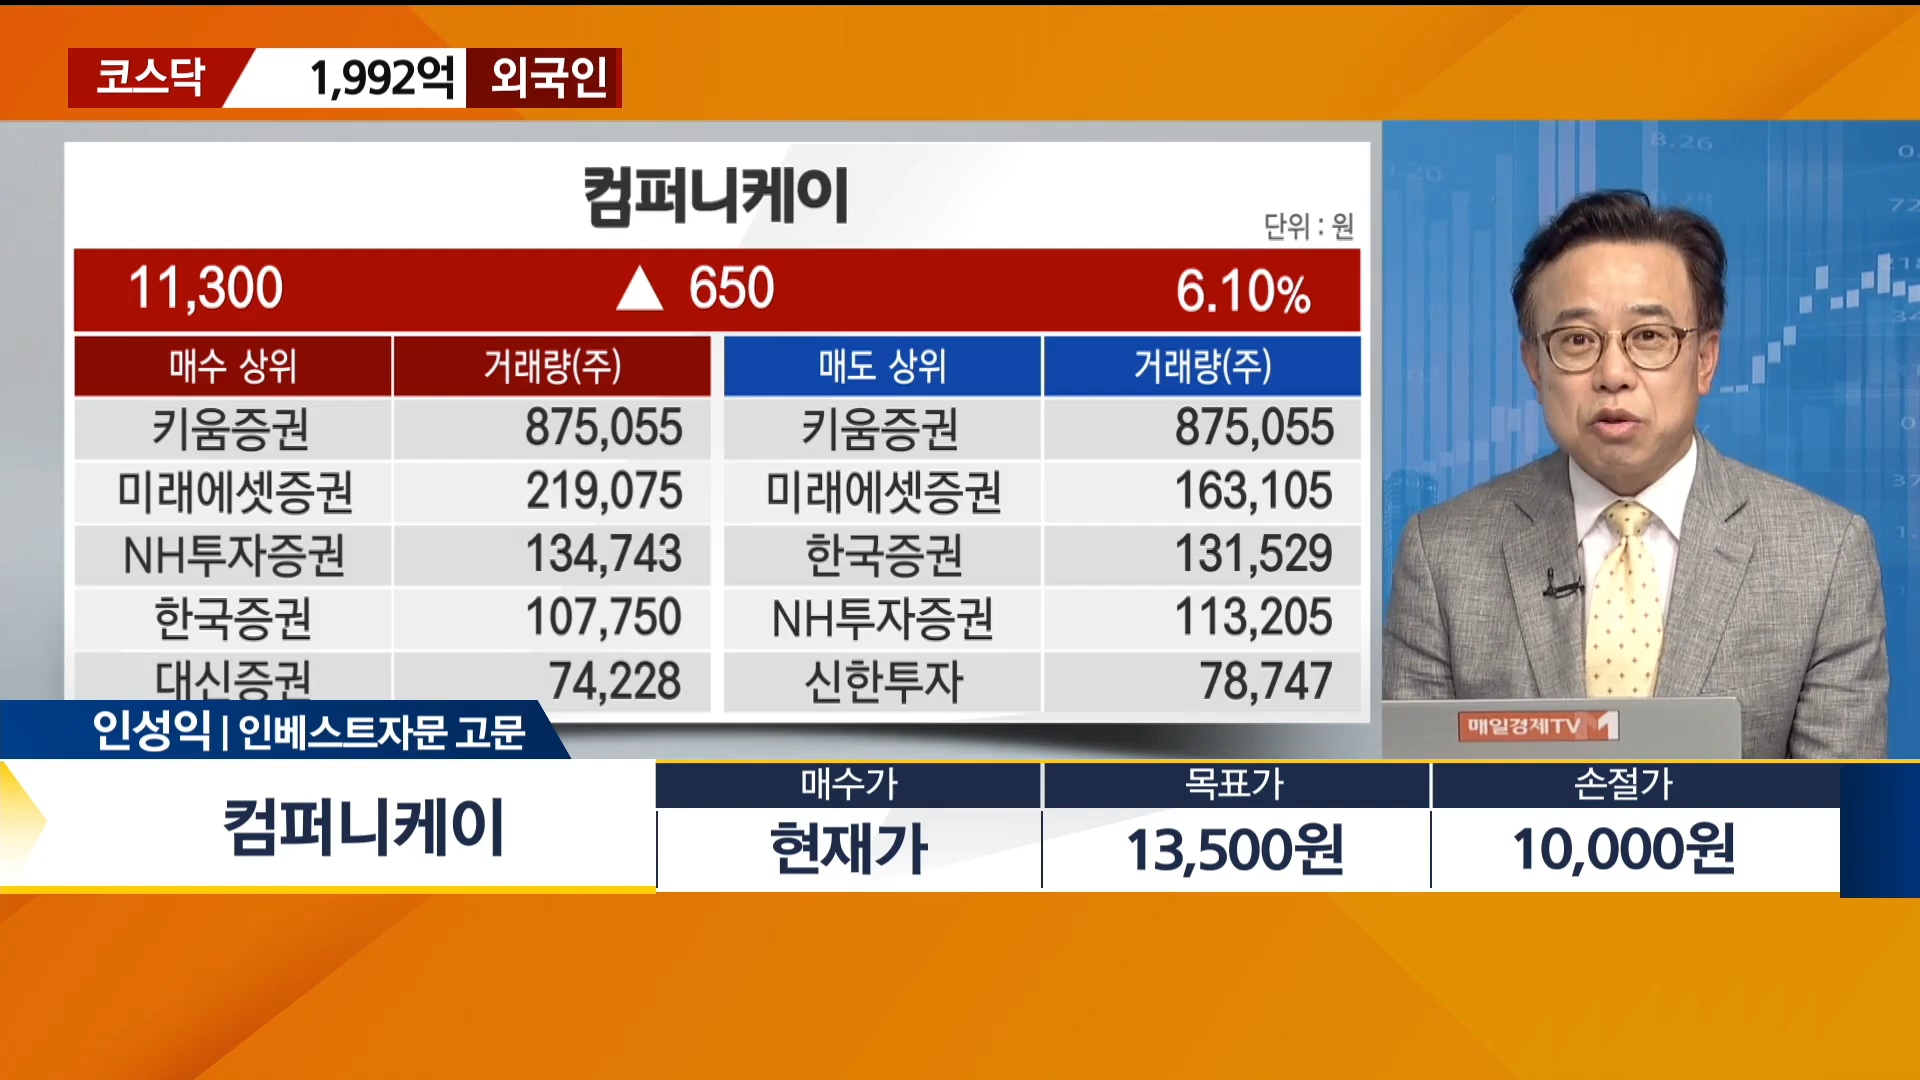 코스닥 1,992억 외국인
컴퍼니케이
단위 : 원
11,300 ▲ 650 6.10%
매수 상위 거래량(주) 매도 상위 거래량(주)
키움증권 875,055 키움증권 875,055
미래에셋증권 219,075 미래에셋증권 163,105
NH투자증권 134,743 한국증권 131,529
한국증권 107,750 NH투자증권 113,205
대신증권 74,228 신한투자 78,747
매일경제TV M
인성익 | 인베스트자문 고문
컴퍼니케이
매수가 목표가 손절가
현재가 13,500원 10,000원